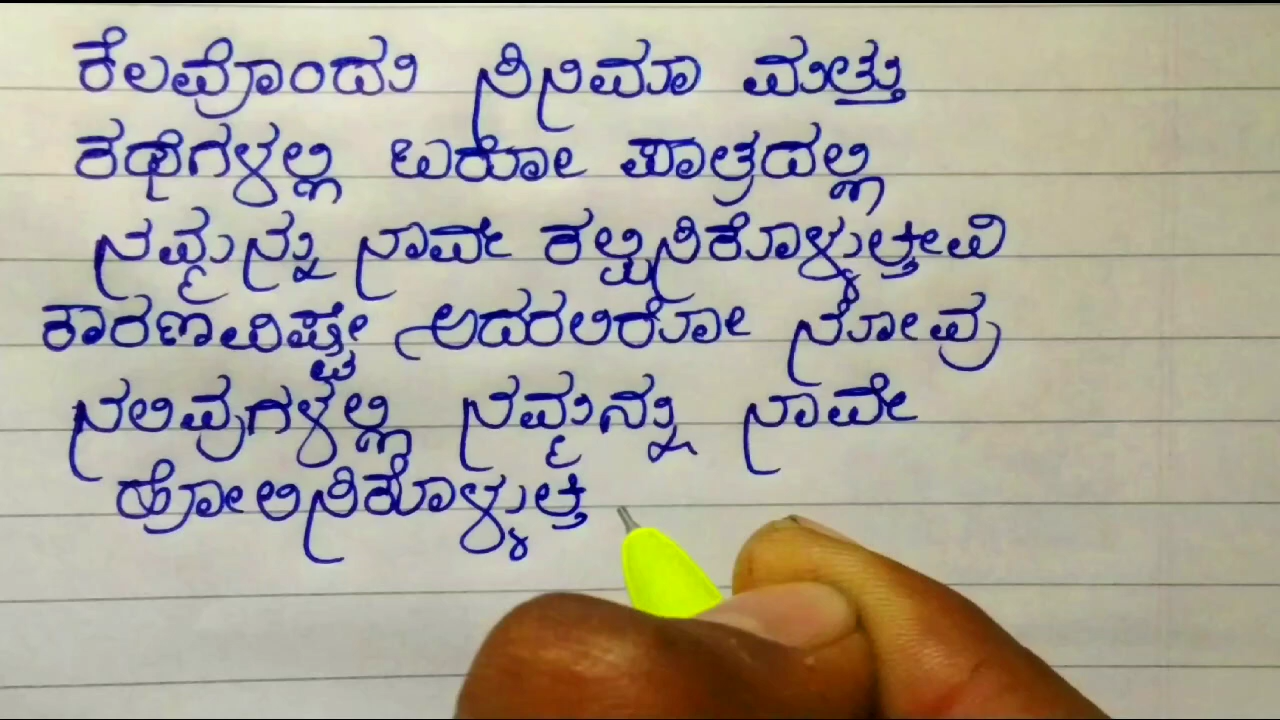 ಕೆಲವೊಂದು ಸಿನಿಮಾ ಮತ್ತು
ಕಥೆಗಳಲ್ಲಿ ಬರೋ ಪಾತ್ರದಲ್ಲಿ
ನಮ್ಮನ್ನು ನಾವೇ ಕಲ್ಪಿಸಿಕೊಳ್ಳುತ್ತೀವಿ
ಕಾರಣವಿಷ್ಟೇ ಅದರಲಿರೋ ನೋವು
ನಲಿವುಗಳಲ್ಲಿ ನಮ್ಮನ್ನು ನಾವೇ
ಹೋಲಿಸಿಕೊಳ್ಳುತ್ತ